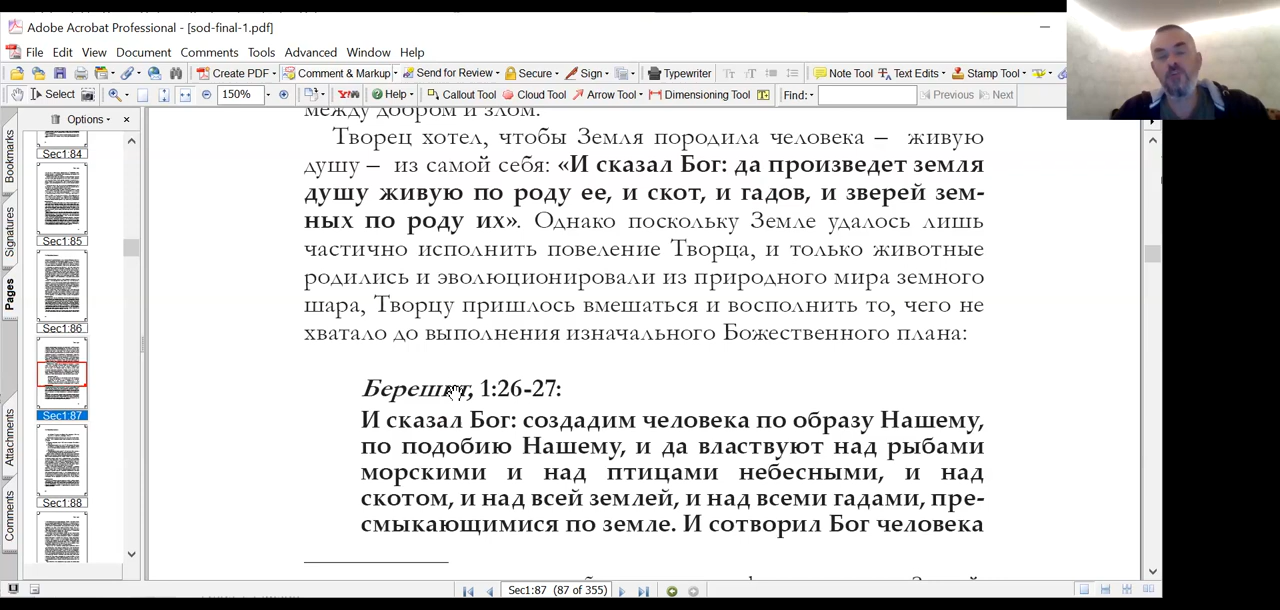 Adobe Acrobat Professional - [sod-final-1.pdf]
File Edit View Document Comments Tools Advanced Window Help
Create PDF Comment & Markup Send for Review Secure Sign Typewriter Note Tool Text Edits Stamp Tool
Select 150% Help Callout Tool Cloud Tool Arrow Tool Dimensioning Tool Find: Previous Next
Options
Bookmarks
Signatures
Pages
Attachments
Comments
Sec1:84
Sec1:85
Sec1:86
Sec1:87
Sec1:88
между добром и злом.
Творец хотел, чтобы Земля породила человека – живую
душу – из самой себя: «И сказал Бог: да произведет земля
душу живую по роду ее, и скот, и гадов, и зверей зем-
ных по роду их». Однако поскольку Земле удалось лишь
частично исполнить повеление Творца, и только животные
родились и эволюционировали из природного мира земного
шара, Творцу пришлось вмешаться и восполнить то, чего не
хватало до выполнения изначального Божественного плана:
Берешит, 1:26-27:
И сказал Бог: создадим человека по образу Нашему,
по подобию Нашему, и да властвуют над рыбами
морскими и над птицами небесными, и над
скотом, и над всей землей, и над всеми гадами, пре-
смыкающимися по земле. И сотворил Бог человека
Sec1:87 (87 of 355)